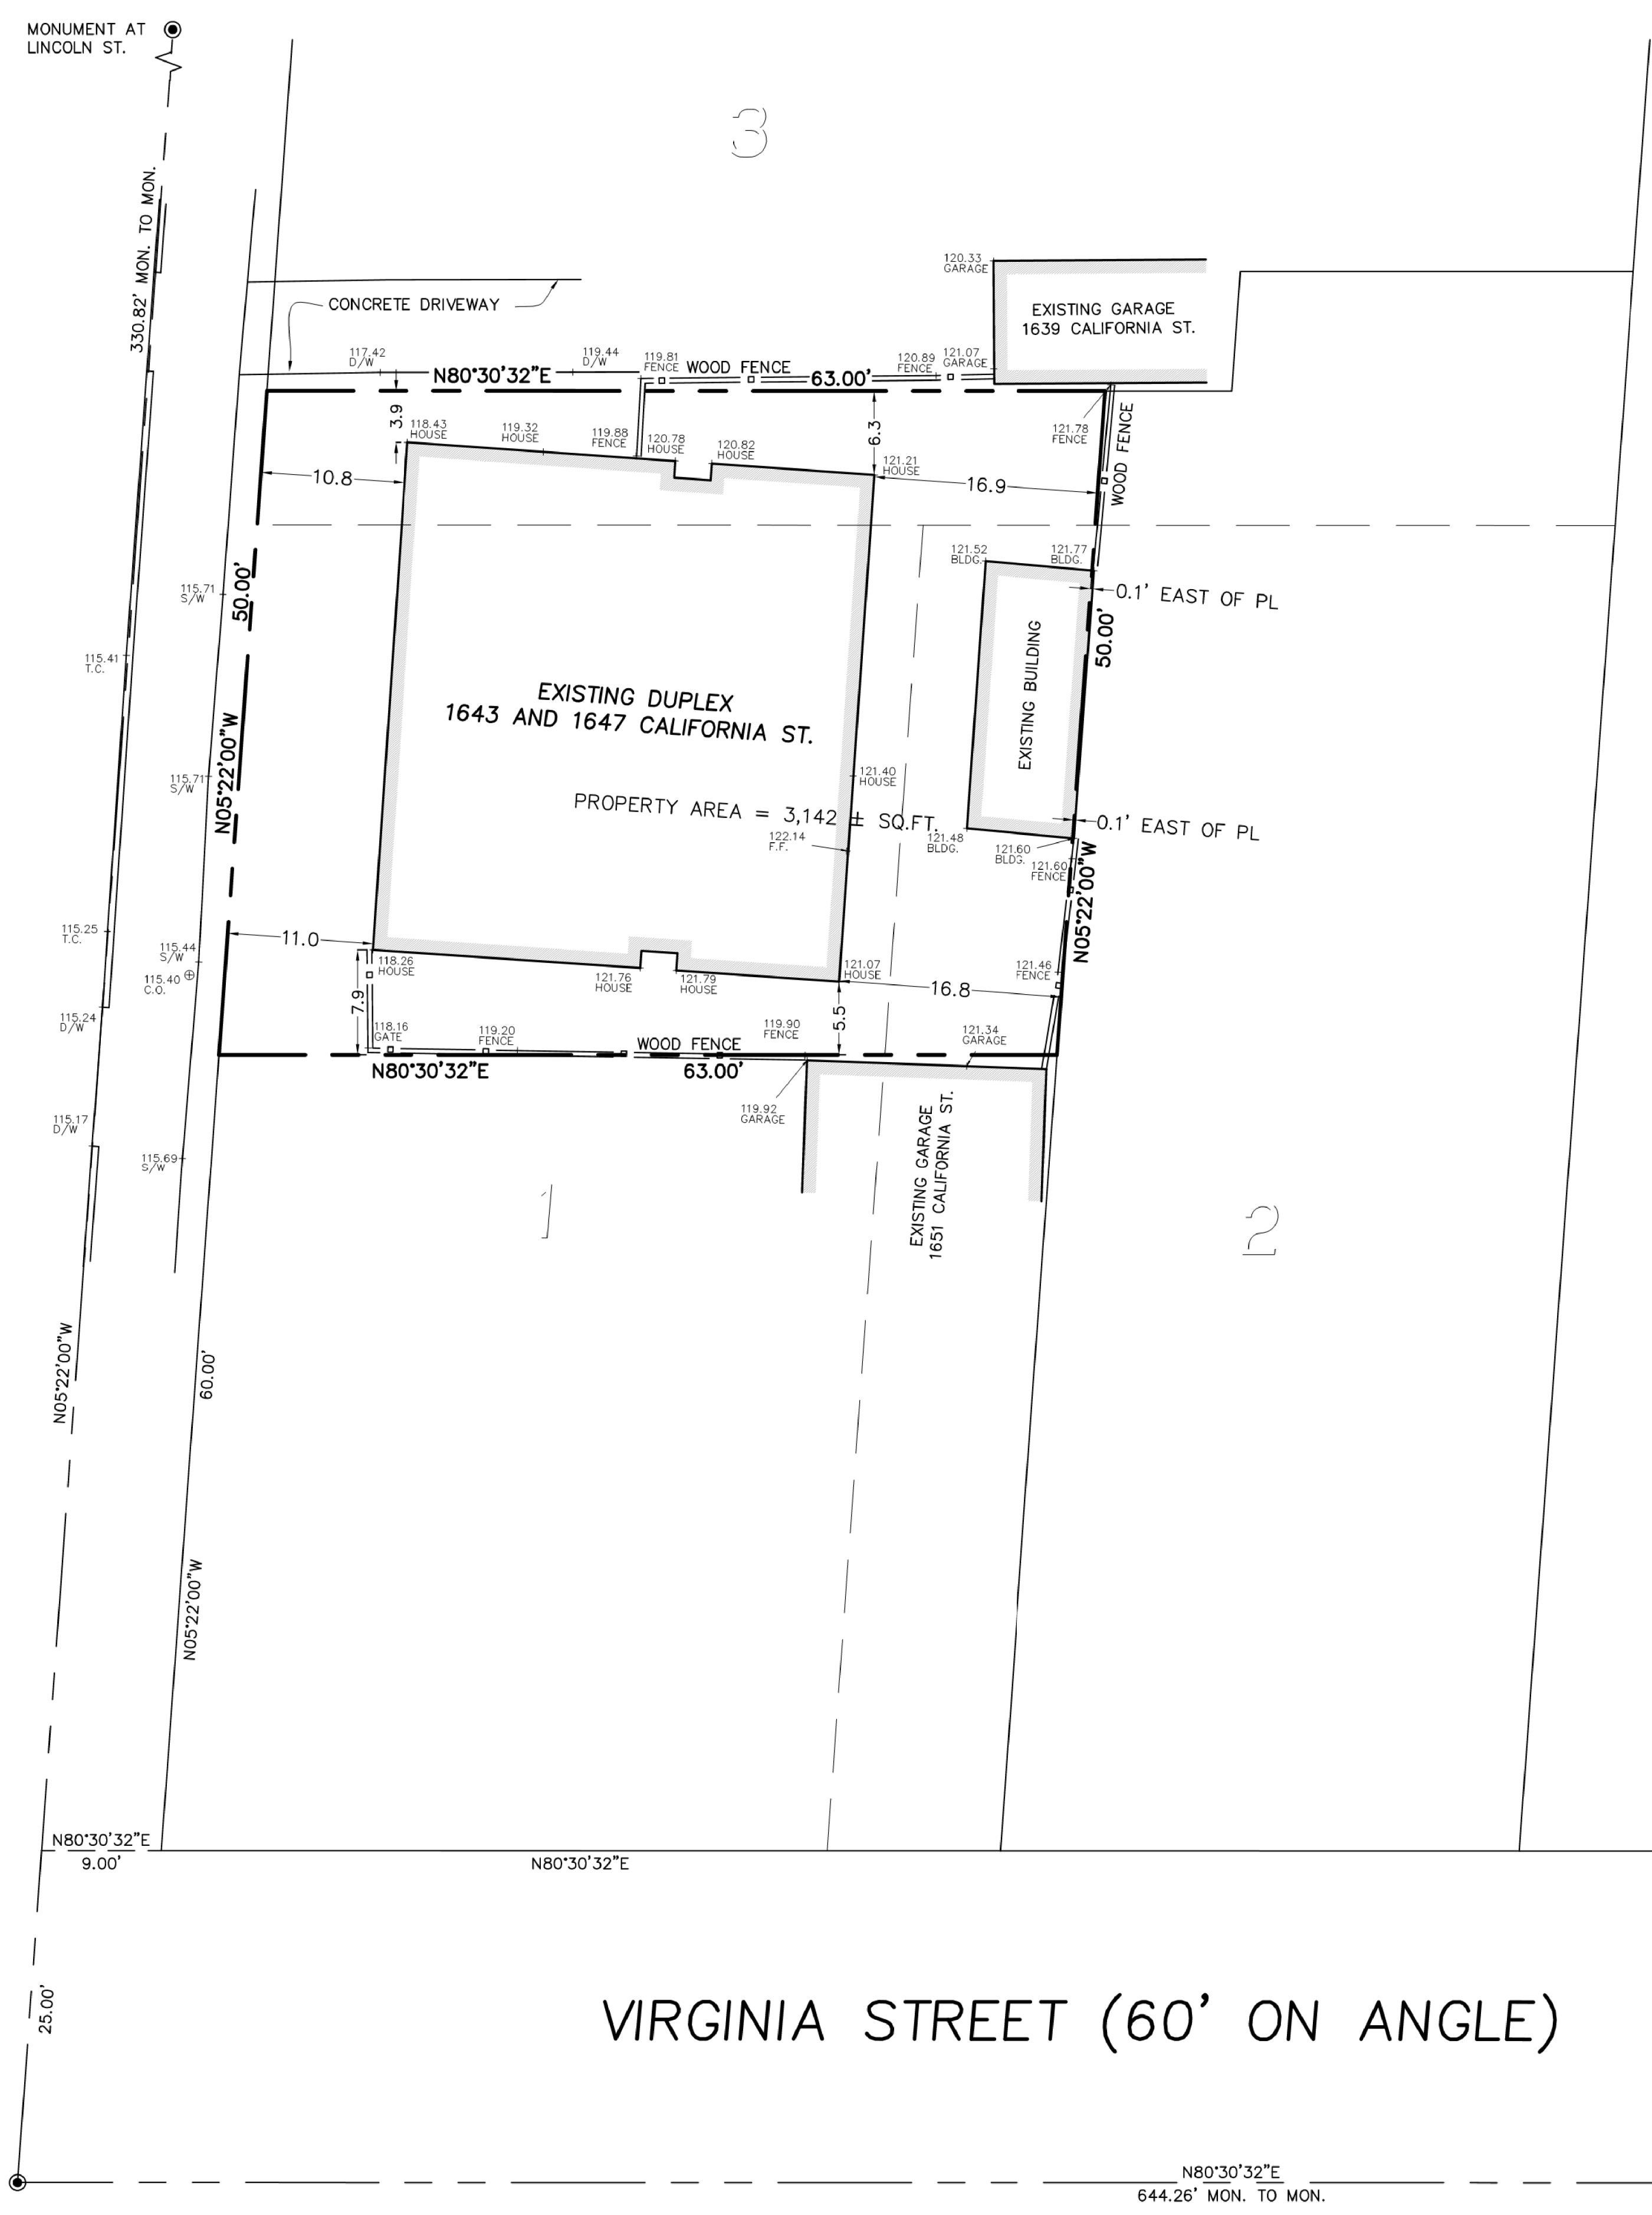 MONUMENT AT
LINCOLN ST.
3
330.82' MON. TO MON.
120.33
GARAGE
EXISTING GARAGE
1639 CALIFORNIA ST.
CONCRETE DRIVEWAY
117.42
D/W
N80°30'32"E
119.44
D/W
119.81
FENCE
WOOD FENCE
63.00'
120.89
FENCE
121.07
GARAGE
3.9
118.43
HOUSE
119.32
HOUSE
119.88
FENCE
120.78
HOUSE
120.82
HOUSE
6.3
121.21
HOUSE
121.78
FENCE
WOOD FENCE
10.8
16.9
121.52
BLDG.
121.77
BLDG.
0.1' EAST OF PL
115.71
S/W
50.00'
50.00'
115.41
T.C.
EXISTING BUILDING
EXISTING DUPLEX
1643 AND 1647 CALIFORNIA ST.
115.71
S/W
N05°22'00"W
121.40
HOUSE
PROPERTY AREA = 3,142 ± SQ.FT.
122.14
F.F.
121.48
BLDG.
0.1' EAST OF PL
121.60
BLDG.
121.60
FENCE
N05°22'00"W
115.25
T.C.
11.0
115.44
S/W
115.40
C.O.
118.26
HOUSE
121.76
HOUSE
121.79
HOUSE
121.07
HOUSE
121.46
FENCE
16.8
7.9
5.5
115.24
D/W
118.16
GATE
119.20
FENCE
WOOD FENCE
119.90
FENCE
121.34
GARAGE
N80°30'32"E
63.00'
119.92
GARAGE
115.17
D/W
115.69
S/W
EXISTING GARAGE
1651 CALIFORNIA ST.
1
2
N05°22'00"W
60.00'
N05°22'00"W
N80°30'32"E
9.00'
N80°30'32"E
25.00'
VIRGINIA STREET (60' ON ANGLE)
N80°30'32"E
644.26' MON. TO MON.